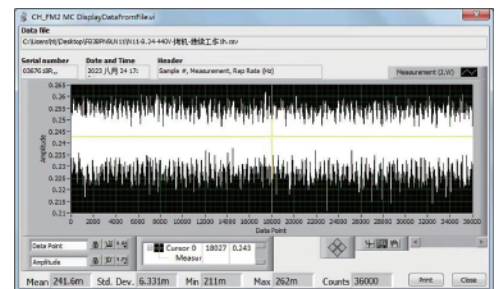 CH_FM2 MC DisplayDataFromFile.vi
Data file
Serial number Date and Time Header
Sample #, Measurement, Rep Rate (Hz)
Measurement (J,W)
0.265
0.26
0.255
0.25
0.245
0.24
0.235
0.23
0.225
0.22
0.215
0.21
Amplitude
0 2000 4000 6000 8000 10000 12000 14000 16000 18000 20000 22000 24000 26000 28000 30000 32000 34000 36000
Data Point
Data Point
Cursor 0 18027 0.243
Measur
Amplitude
Mean 241.6m Std. Dev. 6.331m Min 211m Max 262m Counts 36000 Print Close